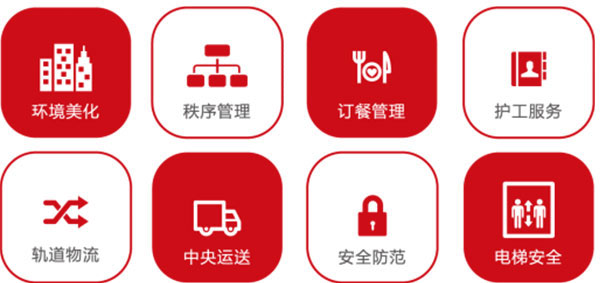 环境美化
秩序管理
订餐管理
护工服务
轨道物流
中央运送
安全防范
电梯安全